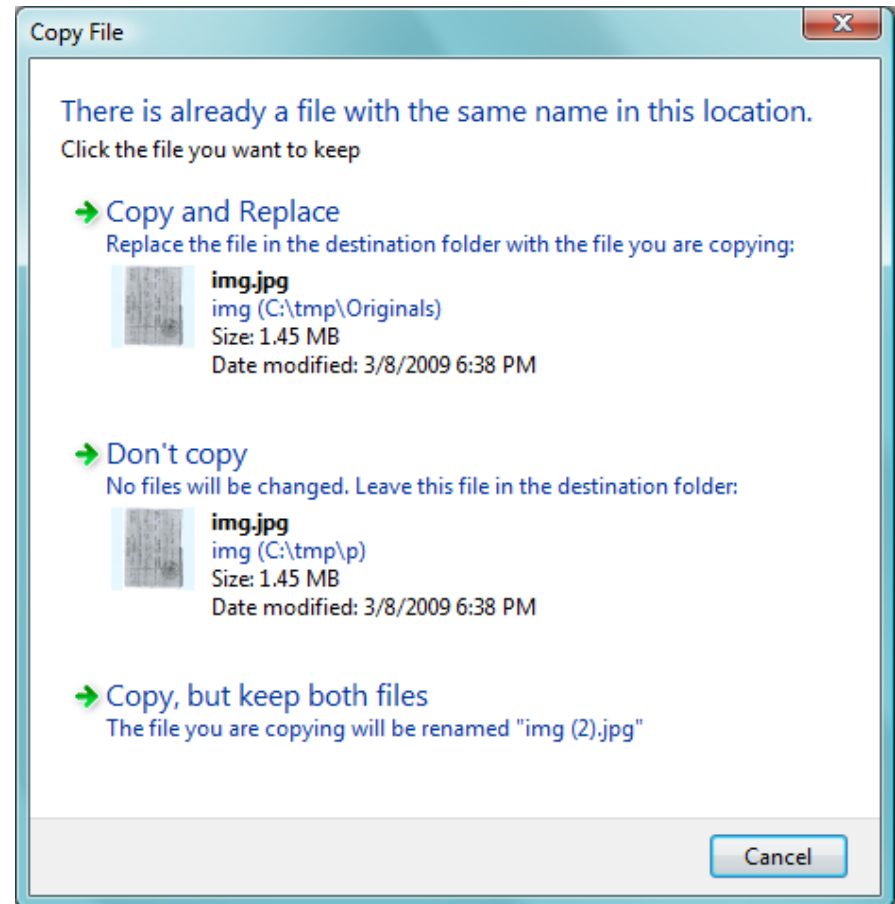 Copy File
There is already a file with the same name in this location.
Click the file you want to keep
Copy and Replace
Replace the file in the destination folder with the file you are copying:
img.jpg
img (C:\tmp\Originals)
Size: 1.45 MB
Date modified: 3/8/2009 6:38 PM
Don't copy
No files will be changed. Leave this file in the destination folder:
img.jpg
img (C:\tmp\p)
Size: 1.45 MB
Date modified: 3/8/2009 6:38 PM
Copy, but keep both files
The file you are copying will be renamed "img (2).jpg"
Cancel